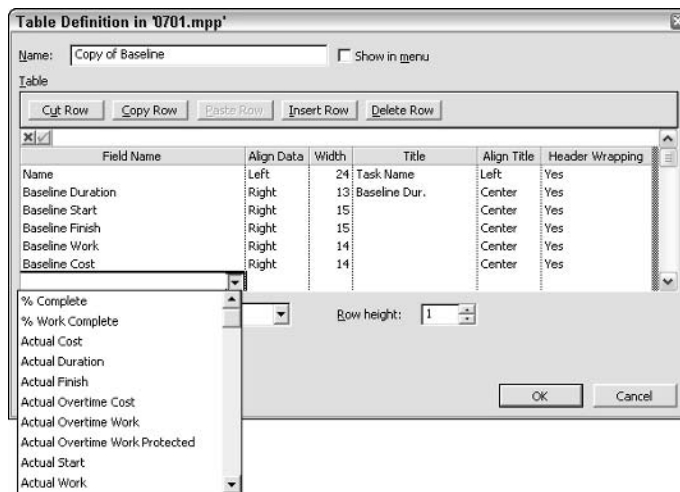 Table Definition in '0701.mpp'
Name: Copy of Baseline Show in menu
Table
Cut Row Copy Row Paste Row Insert Row Delete Row
Field Name Align Data Width Title Align Title Header Wrapping
Name Left 24 Task Name Left Yes
Baseline Duration Right 13 Baseline Dur. Center Yes
Baseline Start Right 15 Center Yes
Baseline Finish Right 15 Center Yes
Baseline Work Right 14 Center Yes
Baseline Cost Right 14 Center Yes
% Complete
Row height: 1
% Work Complete
Actual Cost
Actual Duration
Actual Finish
Actual Overtime Cost
OK Cancel
Actual Overtime Work
Actual Overtime Work Protected
Actual Start
Actual Work